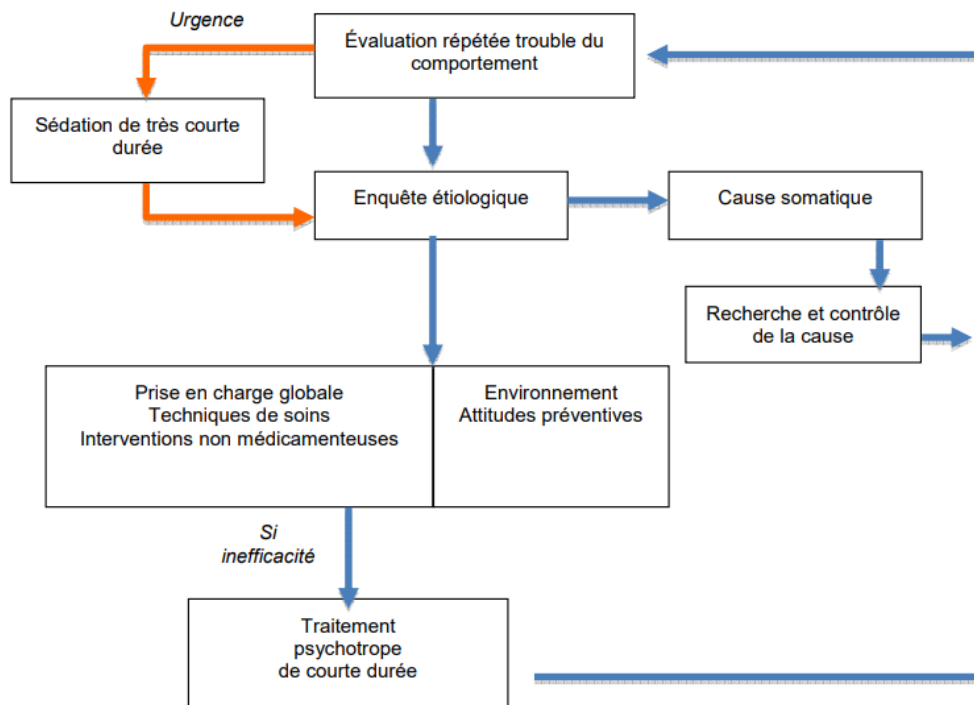 Urgence
Évaluation répétée trouble du
comportement
Sédation de très courte
durée
Enquête étiologique
Cause somatique
Recherche et contrôle
de la cause
Prise en charge globale
Techniques de soins
Interventions non médicamenteuses
Environnement
Attitudes préventives
Si
inefficacité
Traitement
psychotrope
de courte durée